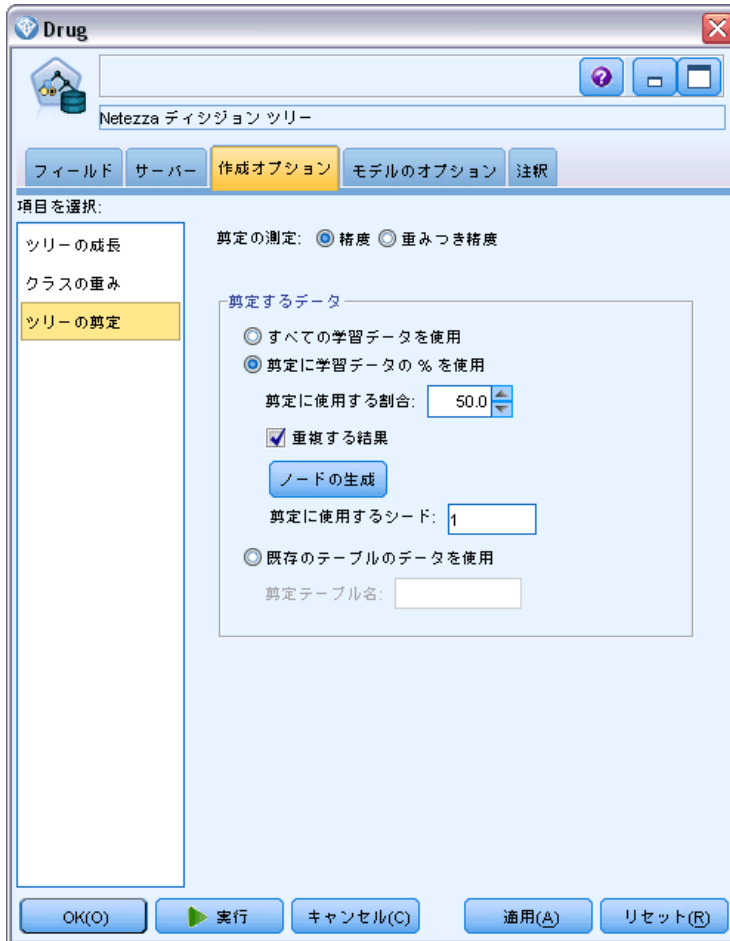 Drug
Netezza ディシジョン ツリー
フィールド サーバー 作成オプション モデルのオプション 注釈
項目を選択:
ツリーの成長
クラスの重み
ツリーの剪定
剪定の測定: 精度 重みつき精度
剪定するデータ
すべての学習データを使用
剪定に学習データの % を使用
剪定に使用する割合: 50.0
重複する結果
ノードの生成
剪定に使用するシード: 1
既存のテーブルのデータを使用
剪定テーブル名:
OK(O) 実行 キャンセル(C) 適用(A) リセット(R)